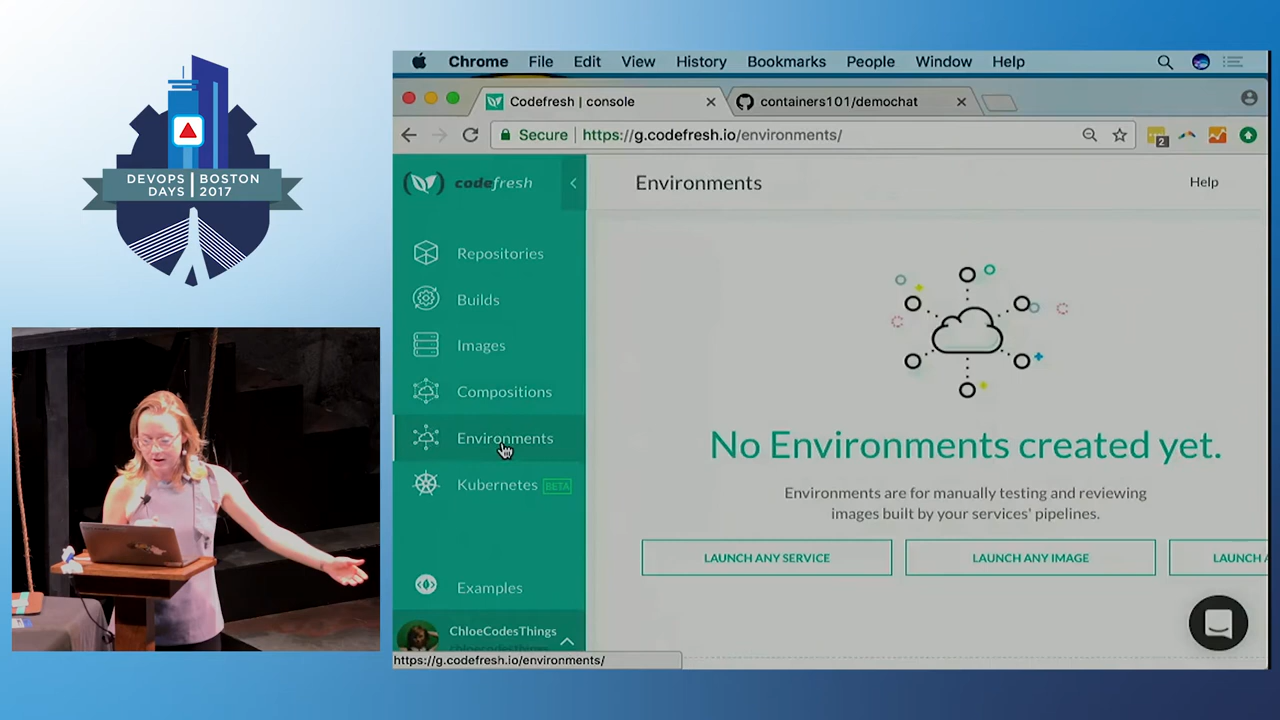 DEVOPS BOSTON
DAYS 2017
Chrome File Edit View History Bookmarks People Window Help
Codefresh | console
containers101/demochat
Secure https://g.codefresh.io/environments/
2
codefresh
Environments
Help
Repositories
Builds
Images
Compositions
Environments
Kubernetes BETA
Examples
ChloeCodesThings
chloecodesthings
No Environments created yet.
Environments are for manually testing and reviewing
images built by your services' pipelines.
LAUNCH ANY SERVICE
LAUNCH ANY IMAGE
LAUNCH
https://g.codefresh.io/environments/